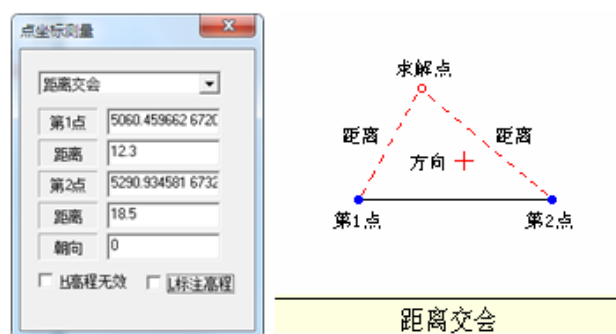 点坐标测量
距离交会
第1点 5060.459662 6720
距离 12.3
第2点 5290.934581 6732
距离 18.5
朝向 0
H高程无效 L标注高程
求解点
距离 距离
方向
第1点 第2点
距离交会